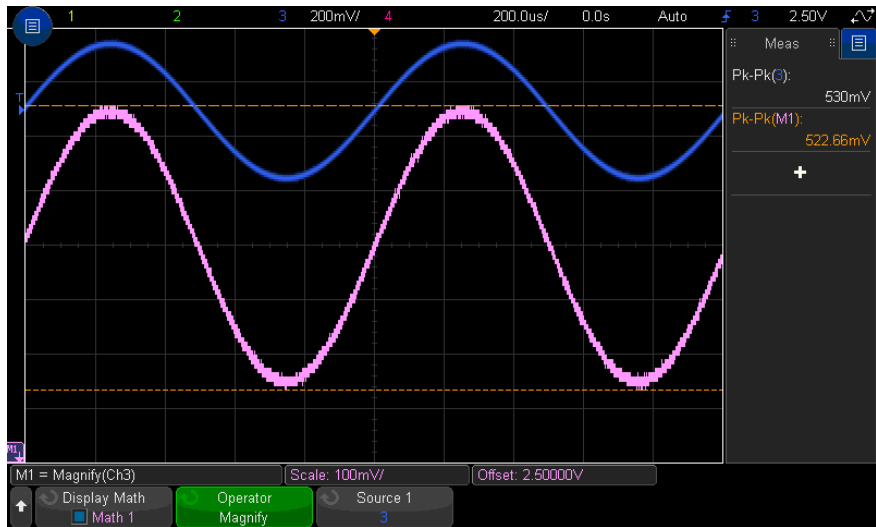 1 2 3 200mV/ 4 200.0us/ 0.0s Auto 3 2.50V
Meas
T
Pk-Pk(3):
530mV
Pk-Pk(M1):
522.66mV
+
M1
M1 = Magnify(Ch3) Scale: 100mV/ Offset: 2.50000V
Display Math
Math 1
Operator
Magnify
Source 1
3